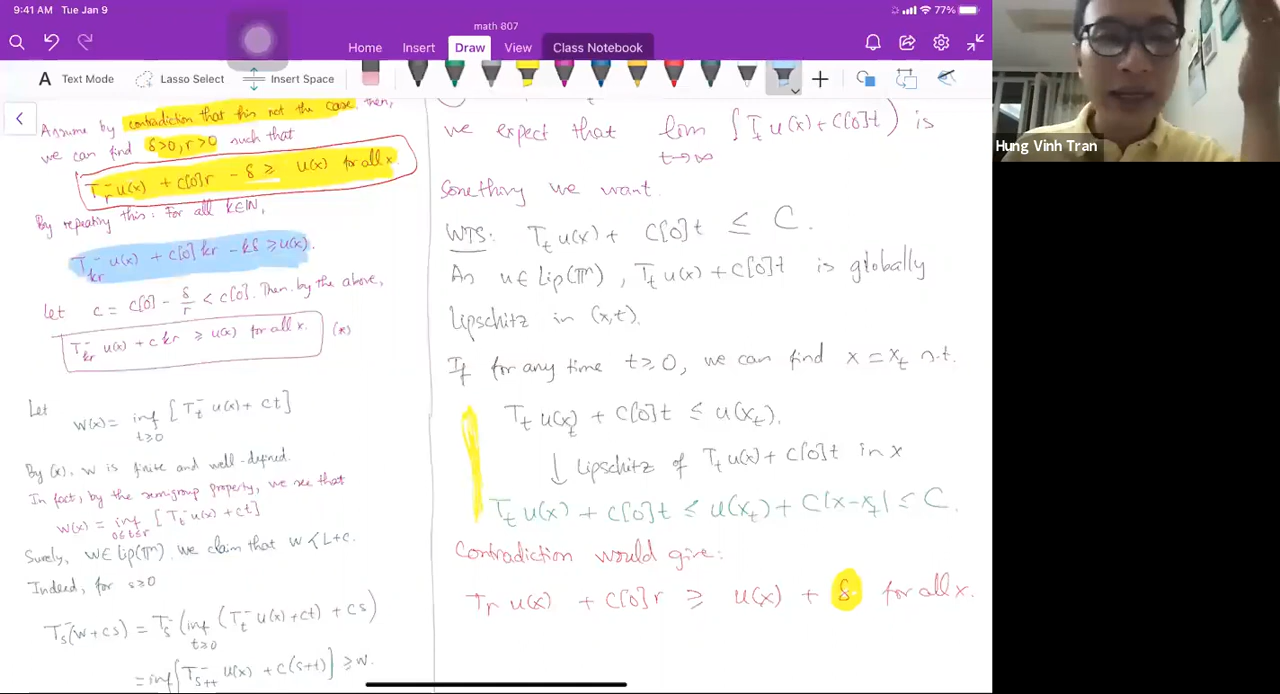 9:41 AM Tue Jan 9
77%
math 807
Home Insert Draw View Class Notebook
Text Mode Lasso Select Insert Space
Hung Vinh Tran
Assume by contradiction that this not the case then,
we can find δ>0, r>0 such that
T_r^- u(x) + c[0]r - δ ≥ u(x) for all x.
By repeating this: For all k∈ℕ,
T_{kr}^- u(x) + c[0]kr - kδ ≥ u(x).
Let c = c[0] - δ/r < c[0]. Then by the above,
T_{kr}^- u(x) + c kr ≥ u(x) for all x. (*)
Let
w(x) = inf_{t≥0} [T_t^- u(x) + ct]
By (*), w is finite and well-defined.
In fact, by the semigroup property, we see that
w(x) = inf_{0≤t≤r} [T_t^- u(x) + ct]
Surely, w∈Lip(𝕋ⁿ). We claim that w ≺ L+c.
Indeed, for s≥0
T_s^-(w+cs) = T_s^-(inf_{t≥0} (T_t^- u(x) + ct) + cs)
= inf [T_{s+t}^- u(x) + c(s+t)] ≥ w.
we expect that lim_{t→∞} (T_t u(x) + c[0]t) is
something we want.
WTS: T_t u(x) + c[0]t ≤ C.
As u∈Lip(𝕋ⁿ), T_t u(x) + c[0]t is globally
Lipschitz in (x,t).
If for any time t≥0, we can find x = x_t s.t.
T_t u(x_t) + c[0]t ≤ u(x_t).
↓ Lipschitz of T_t u(x) + c[0]t in x
T_t u(x) + c[0]t ≤ u(x_t) + C|x-x_t| ≤ C.
Contradiction would give:
T_r u(x) + c[0]r ≥ u(x) + δ for all x.